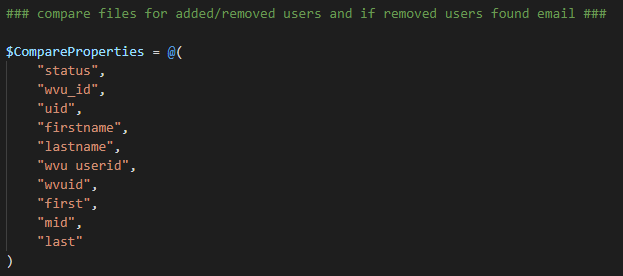 ### compare files for added/removed users and if removed users found email ###
$CompareProperties = @(
"status",
"wvu_id",
"uid",
"firstname",
"lastname",
"wvu userid",
"wvuid",
"first",
"mid",
"last"
)